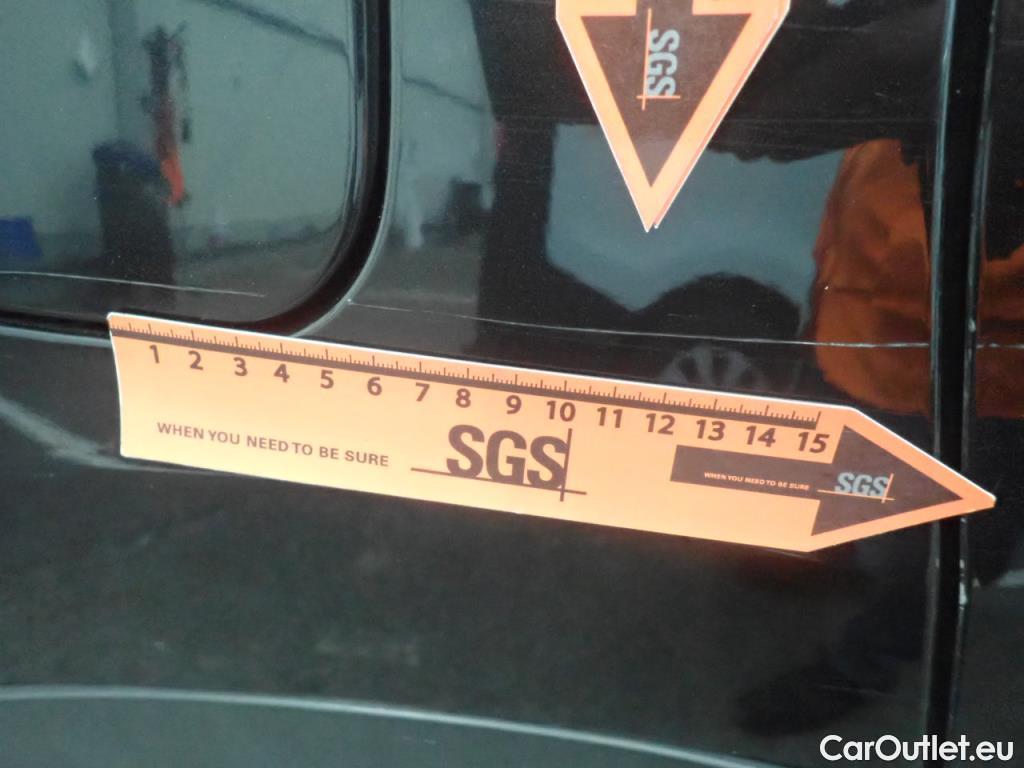 SGS
1 2 3 4 5 6 7 8 9 10 11 12 13 14 15
WHEN YOU NEED TO BE SURE
SGS
WHEN YOU NEED TO BE SURE
SGS
CarOutlet.eu